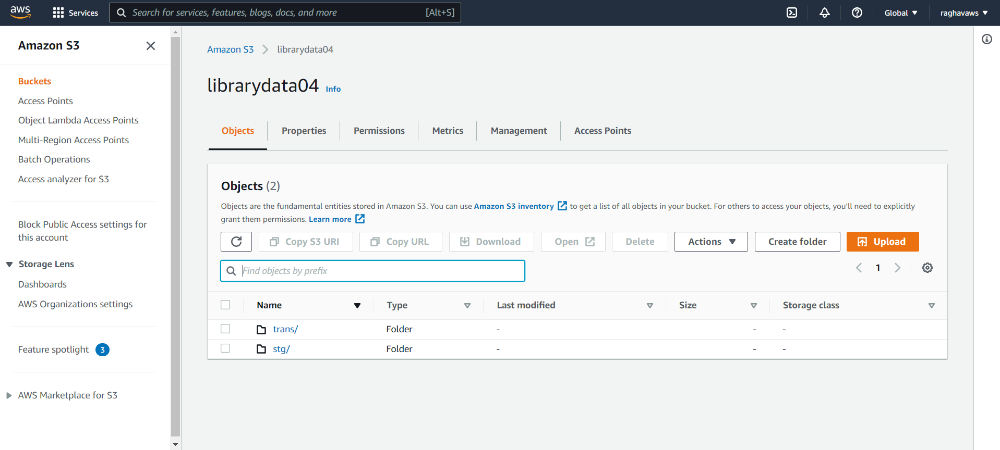 aws
Services
Search for services, features, blogs, docs, and more [Alt+S]
Global
raghavaws
Amazon S3
Buckets
Access Points
Object Lambda Access Points
Multi-Region Access Points
Batch Operations
Access analyzer for S3
Block Public Access settings for
this account
Storage Lens
Dashboards
AWS Organizations settings
Feature spotlight 3
AWS Marketplace for S3
Amazon S3 librarydata04
librarydata04 Info
Objects Properties Permissions Metrics Management Access Points
Objects (2)
Objects are the fundamental entities stored in Amazon S3. You can use Amazon S3 inventory to get a list of all objects in your bucket. For others to access your objects, you'll need to explicitly
grant them permissions. Learn more
Copy S3 URI Copy URL Download Open Delete Actions Create folder Upload
Find objects by prefix
1
Name Type Last modified Size Storage class
trans/ Folder - - -
stg/ Folder - - -